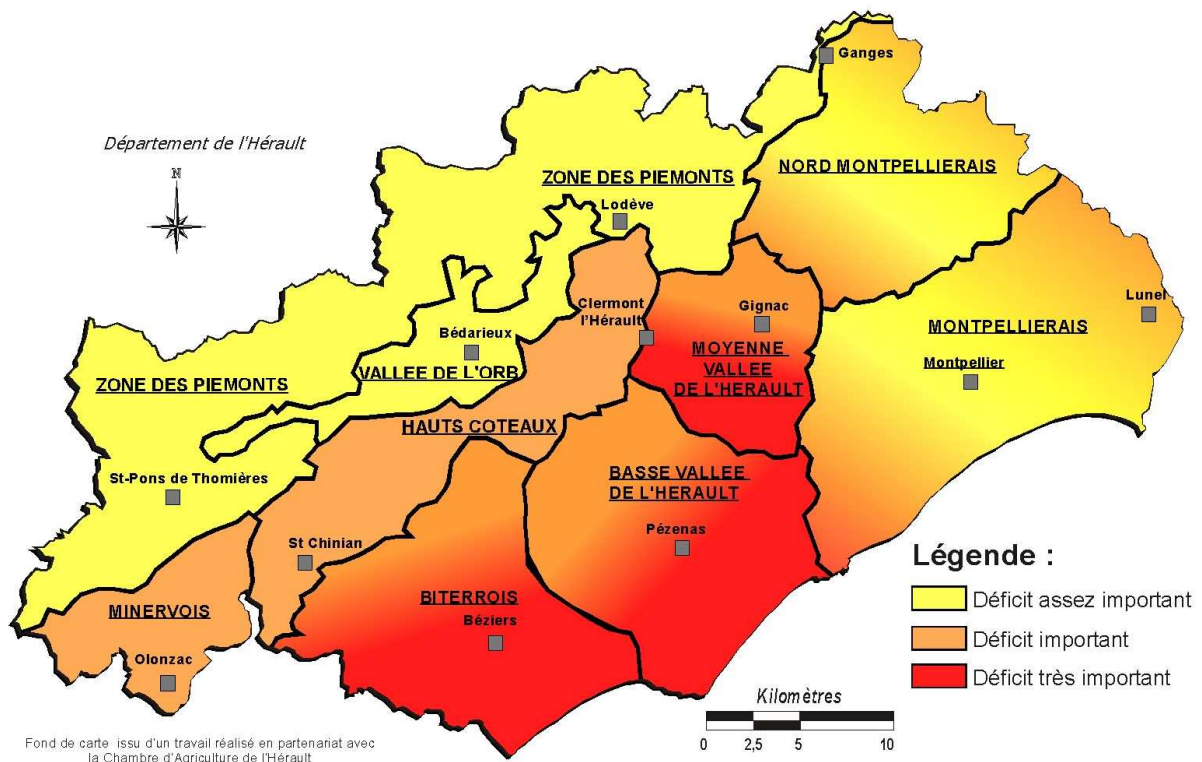 Ganges
Département de l'Hérault
N
NORD MONTPELLIERAIS
ZONE DES PIEMONTS
Lodève
Clermont
l'Hérault
Gignac
Lunel
Bédarieux
MONTPELLIERAIS
MOYENNE
VALLEE
DE L'HERAULT
VALLEE DE L'ORB
Montpellier
ZONE DES PIEMONTS
HAUTS COTEAUX
St-Pons de Thomières
BASSE VALLEE
DE L'HERAULT
Pézenas
St Chinian
Légende :
BITERROIS
Déficit assez important
MINERVOIS
Béziers
Déficit important
Olonzac
Déficit très important
Kilomètres
0 2,5 5 10
Fond de carte issu d'un travail réalisé en partenariat avec
la Chambre d'Agriculture de l'Hérault